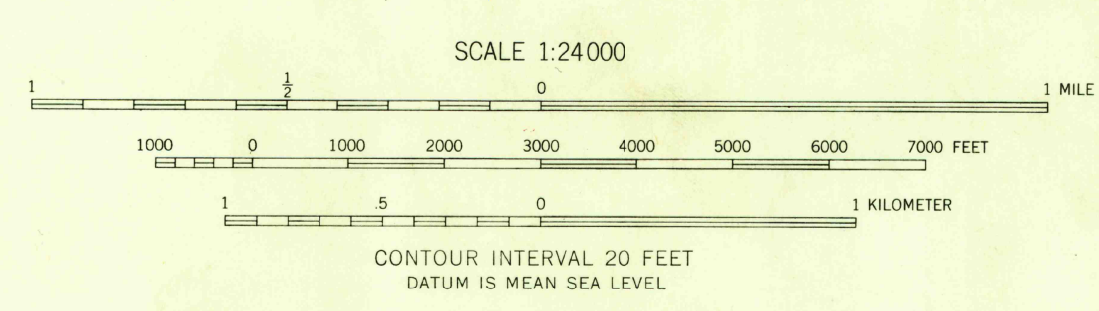 SCALE 1:24000
1 1/2 0 1 MILE
1000 0 1000 2000 3000 4000 5000 6000 7000 FEET
1 .5 0 1 KILOMETER
CONTOUR INTERVAL 20 FEET
DATUM IS MEAN SEA LEVEL